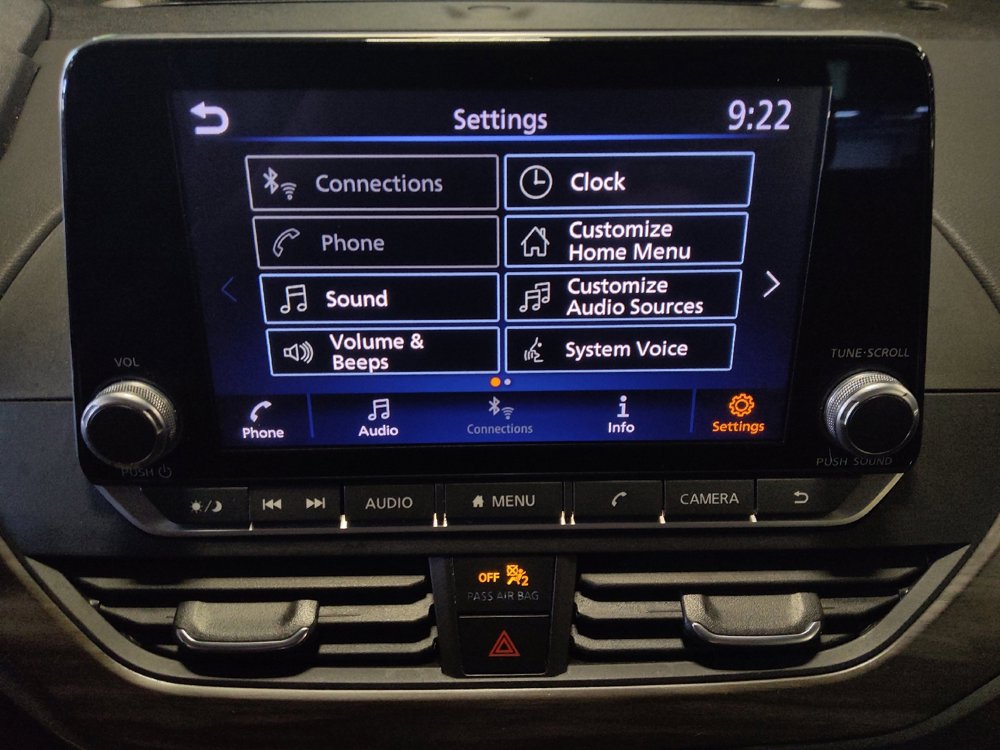 Settings
9:22
Connections
Clock
Phone
Customize
Home Menu
Sound
Customize
Audio Sources
Volume &
Beeps
System Voice
Phone
Audio
Connections
Info
Settings
VOL
PUSH
TUNE·SCROLL
PUSH SOUND
AUDIO
MENU
CAMERA
OFF
2
PASS AIR BAG